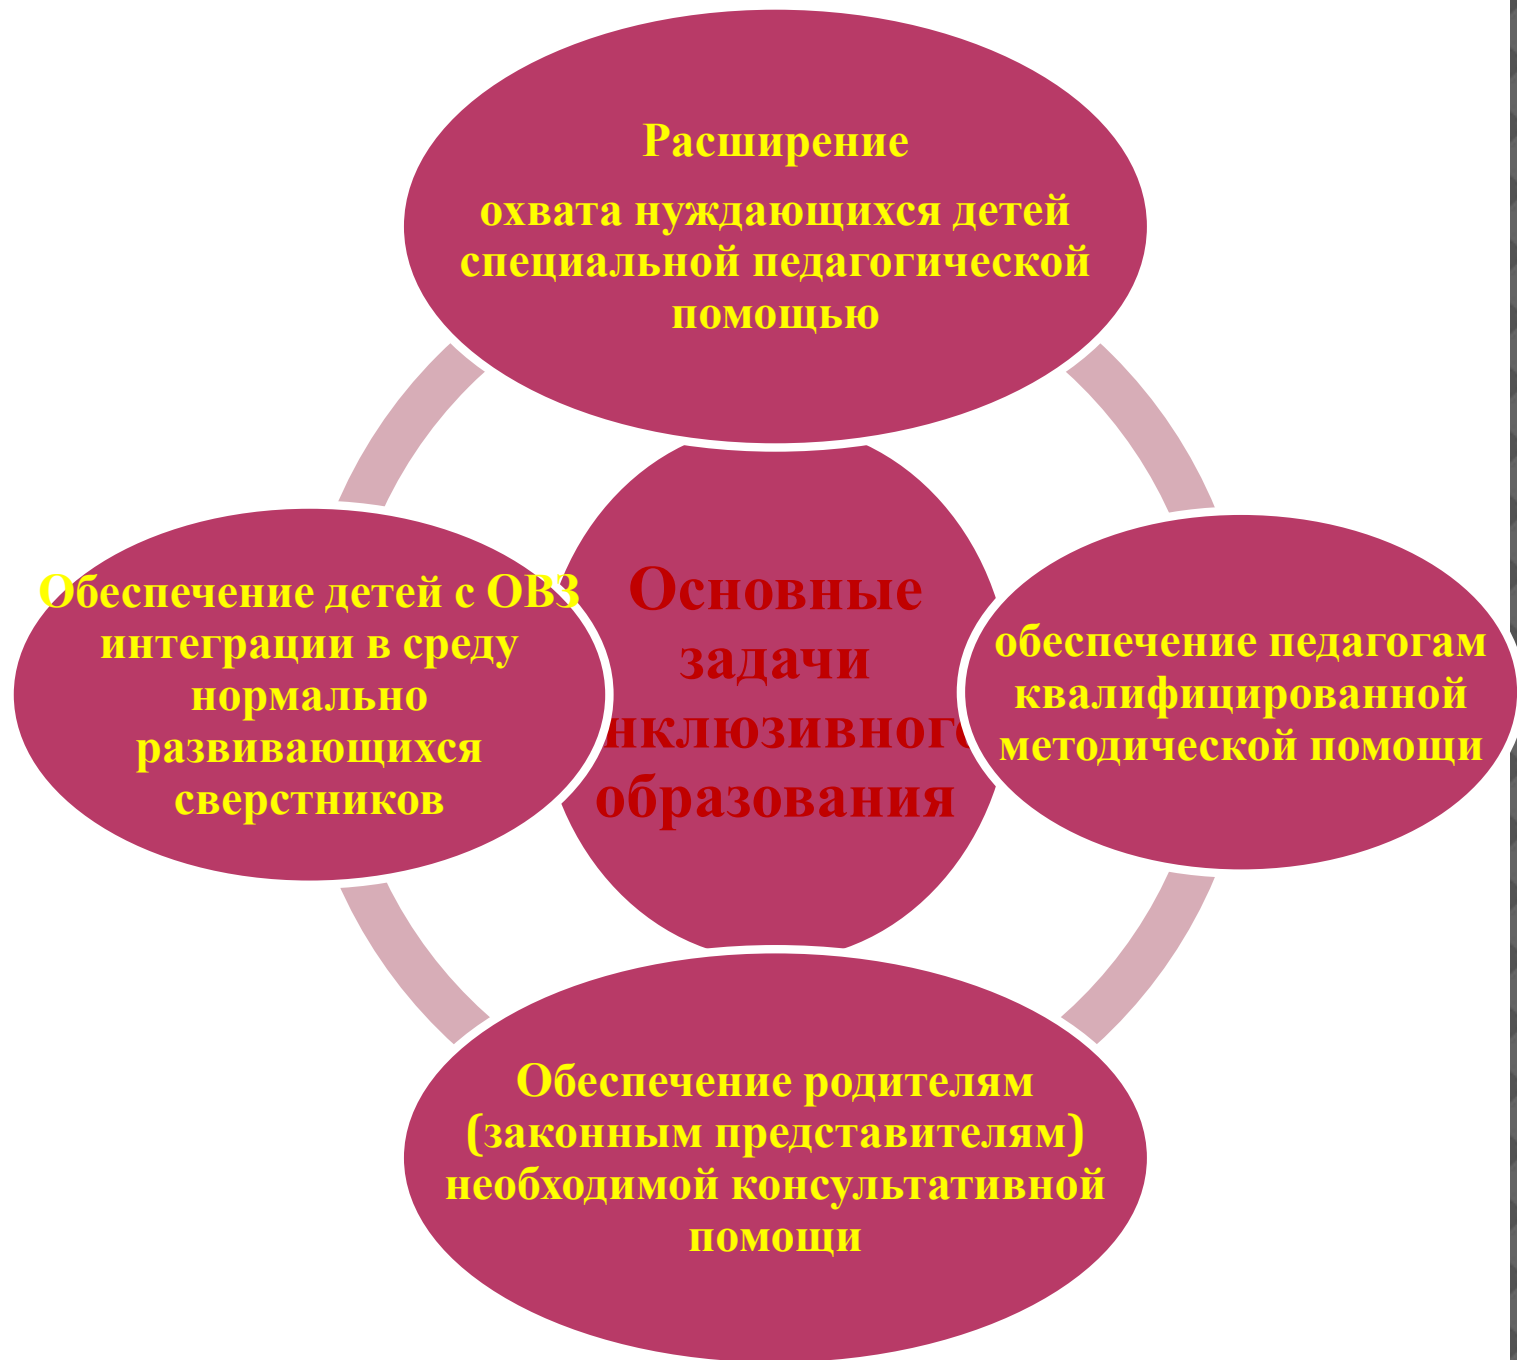 Расширение
охвата нуждающихся детей
специальной педагогической
помощью
Обеспечение детей с ОВЗ
интеграции в среду
нормально
развивающихся
сверстников
Основные
задачи
нклюзивного
образования
обеспечение педагогам
квалифицированной
методической помощи
Обеспечение родителям
(законным представителям)
необходимой консультативной
помощи